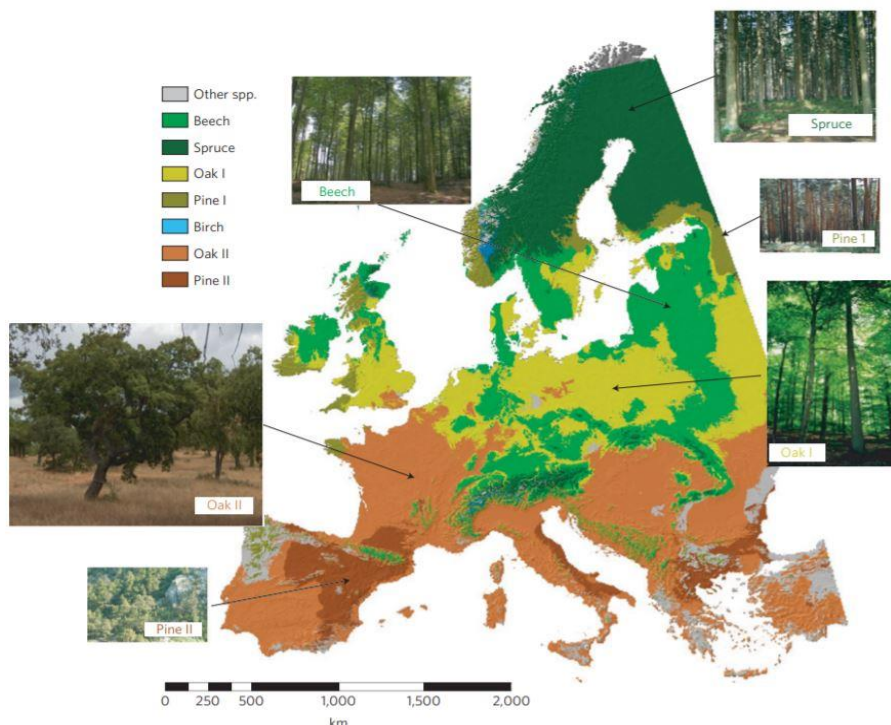 Other spp.
Beech
Spruce
Oak I
Pine I
Birch
Oak II
Pine II
Beech
Spruce
Pine 1
Oak I
Oak II
Pine II
0 250 500 1,000 1,500 2,000
km